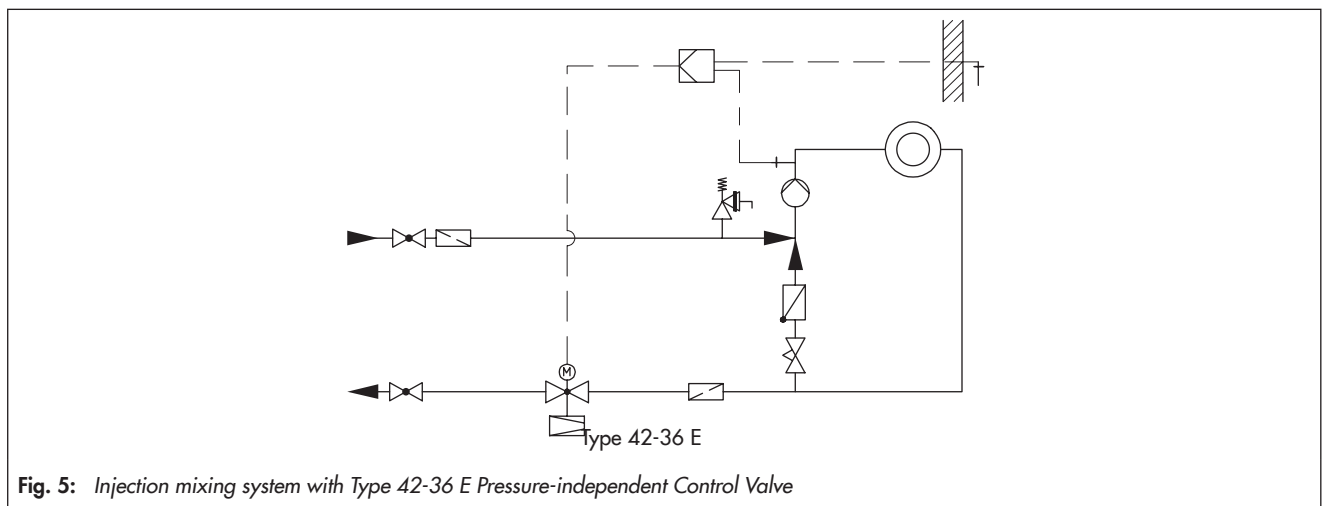 M
Type 42-36 E
Fig. 5: Injection mixing system with Type 42-36 E Pressure-independent Control Valve